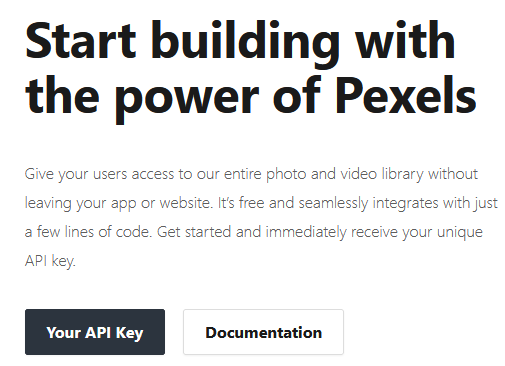 Start building with
the power of Pexels
Give your users access to our entire photo and video library without
leaving your app or website. It’s free and seamlessly integrates with just
a few lines of code. Get started and immediately receive your unique
API key.
Your API Key
Documentation